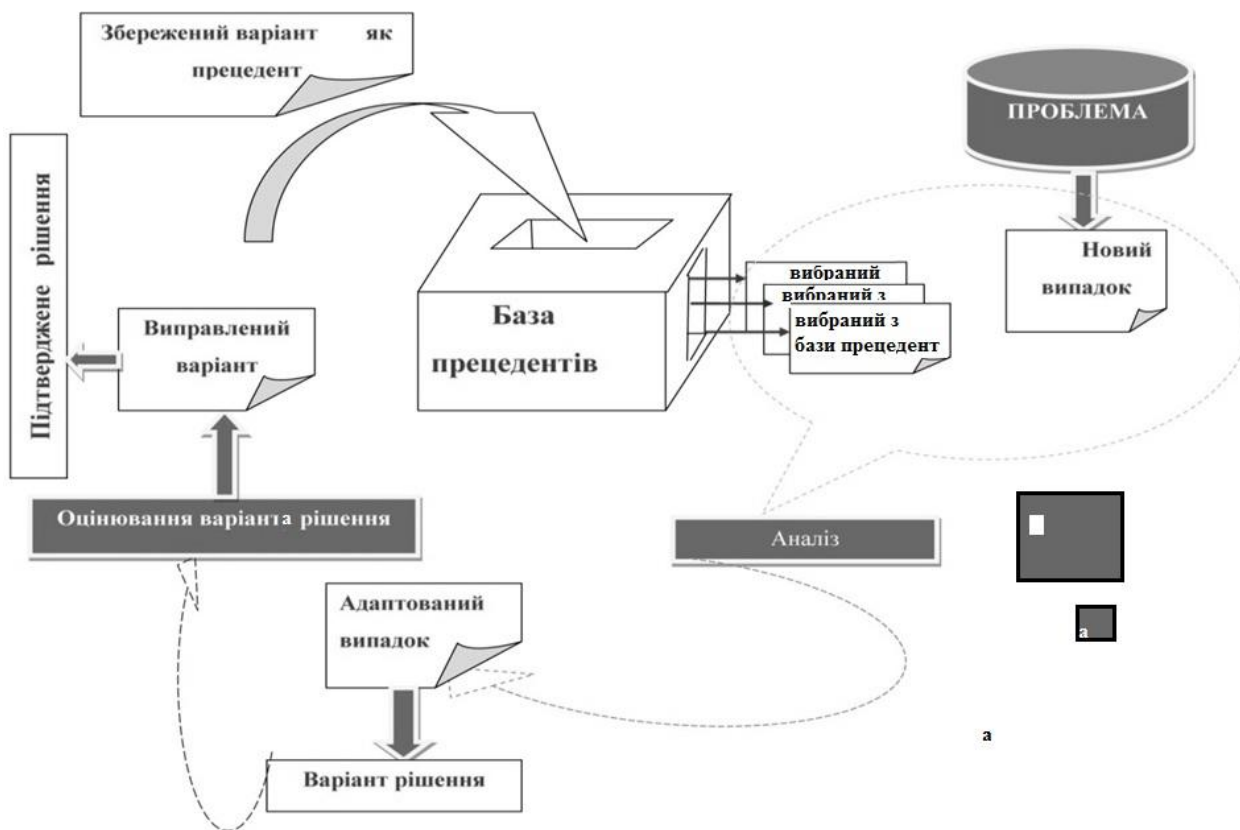 Збережений варіант як
прецедент
ПРОБЛЕМА
Новий
випадок
Підтверджене рішення
Виправлений
варіант
База
прецедентів
вибраний
вибраний з
вибраний з
бази прецедент
Оцінювання варіанта рішення
Аналіз
Адаптований
випадок
а
а
Варіант рішення